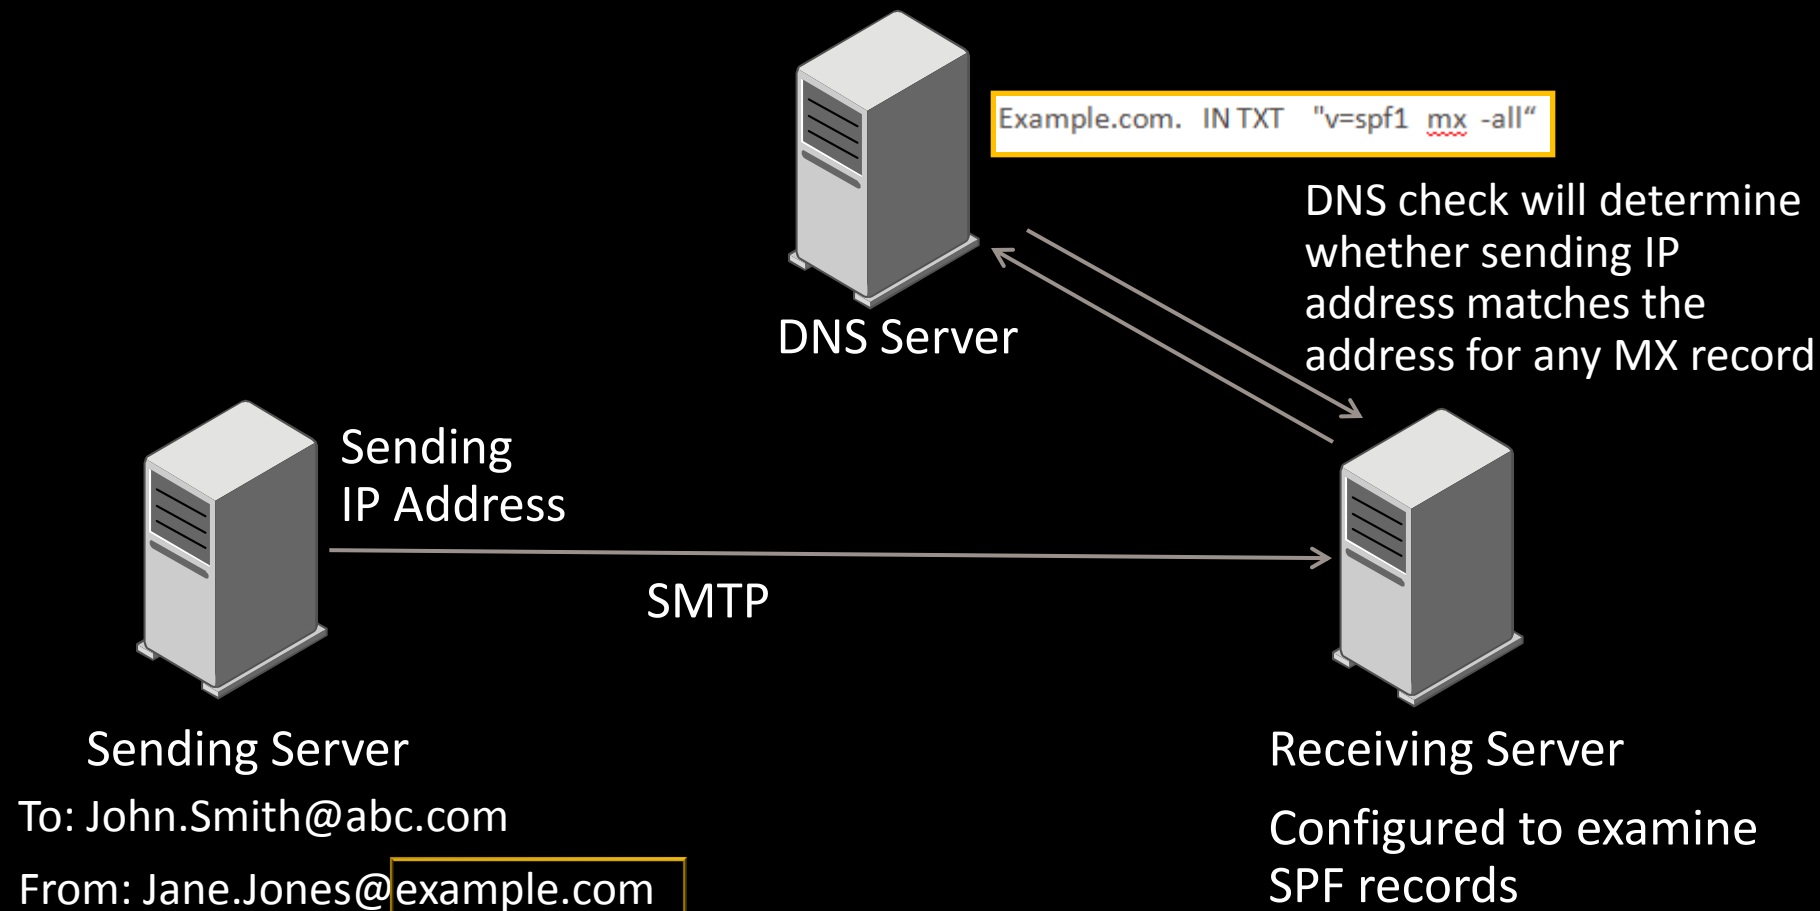 Example.com. IN TXT "v=spf1 mx -all“
DNS check will determine
whether sending IP
address matches the
address for any MX record
DNS Server
Sending
IP Address
SMTP
Sending Server
To: John.Smith@abc.com
From: Jane.Jones@example.com
Receiving Server
Configured to examine
SPF records